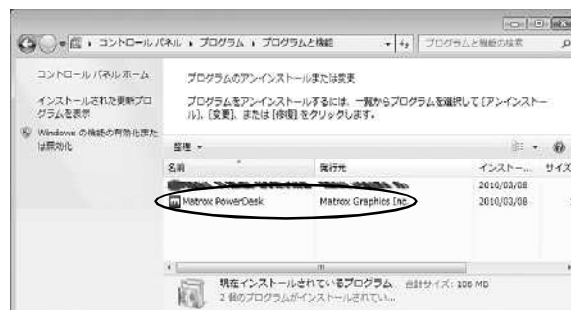 コントロール パネル ▸ プログラム ▸ プログラムと機能
プログラムと機能の検索
コントロール パネル ホーム
インストールされた更新プログラムを表示
Windows の機能の有効化または無効化
プログラムのアンインストールまたは変更
プログラムをアンインストールするには、一覧からプログラムを選択して [アンインストール]、[変更]、または [修復] をクリックします。
整理
名前 発行元 インストー... サイズ
2010/03/08
Matrox PowerDesk Matrox Graphics Inc. 2010/03/08
現在インストールされているプログラム 合計サイズ: 106 MB
2 個のプログラムがインストールされてい...